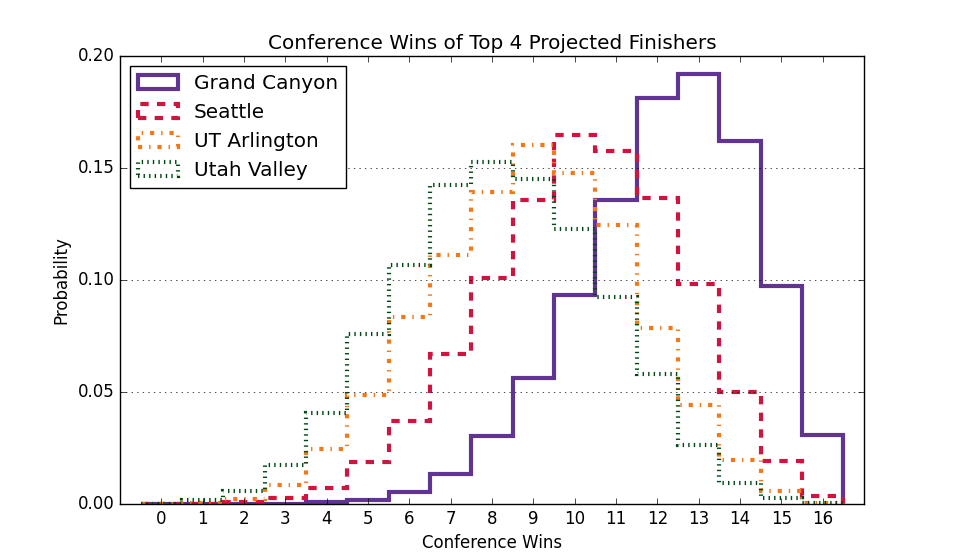 Conference Wins of Top 4 Projected Finishers
Grand Canyon
Seattle
UT Arlington
Utah Valley
Probability
0.20
0.15
0.10
0.05
0.00
0 1 2 3 4 5 6 7 8 9 10 11 12 13 14 15 16
Conference Wins